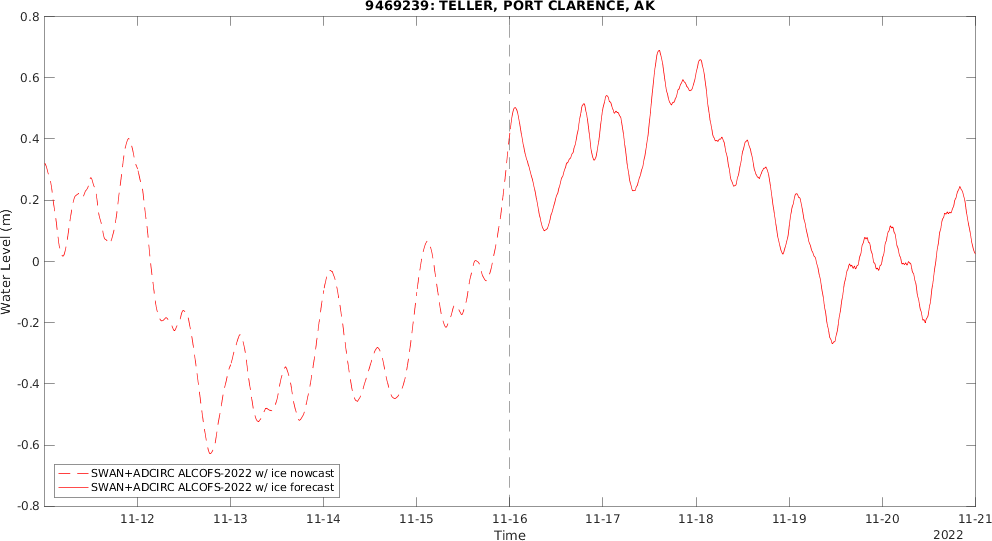 9469239: TELLER, PORT CLARENCE, AK
0.8
0.6
0.4
0.2
0
-0.2
-0.4
-0.6
-0.8
Water Level (m)
SWAN+ADCIRC ALCOFS-2022 w/ ice nowcast
SWAN+ADCIRC ALCOFS-2022 w/ ice forecast
11-12 11-13 11-14 11-15 11-16 11-17 11-18 11-19 11-20 11-21
Time
2022